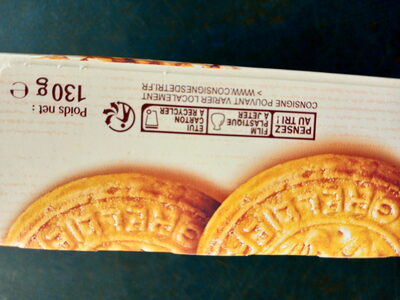 PENSEZ
AU TRI !
FILM
PLASTIQUE
À JETER
ÉTUI
CARTON
À RECYCLER
CONSIGNE POUVANT VARIER LOCALEMENT
> WWW.CONSIGNESDETRI.FR
Poids net :
130 g e